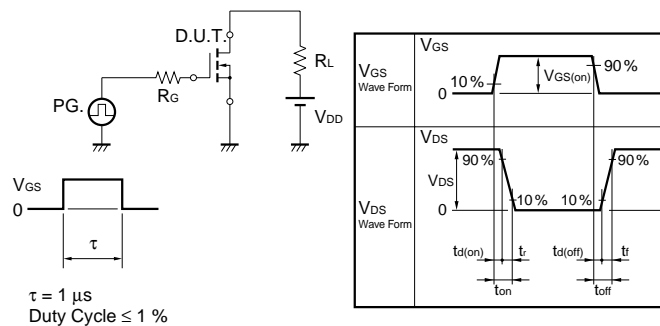 D.U.T.
RL
RG
PG.
VDD
VGS
0
τ
τ = 1 μs
Duty Cycle ≤ 1 %
VGS
Wave Form
VGS
10 %
VGS(on)
90 %
0
VDS
Wave Form
VDS
90 %
VDS
0
10 %
10 %
90 %
td(on)
tr
td(off)
tf
ton
toff